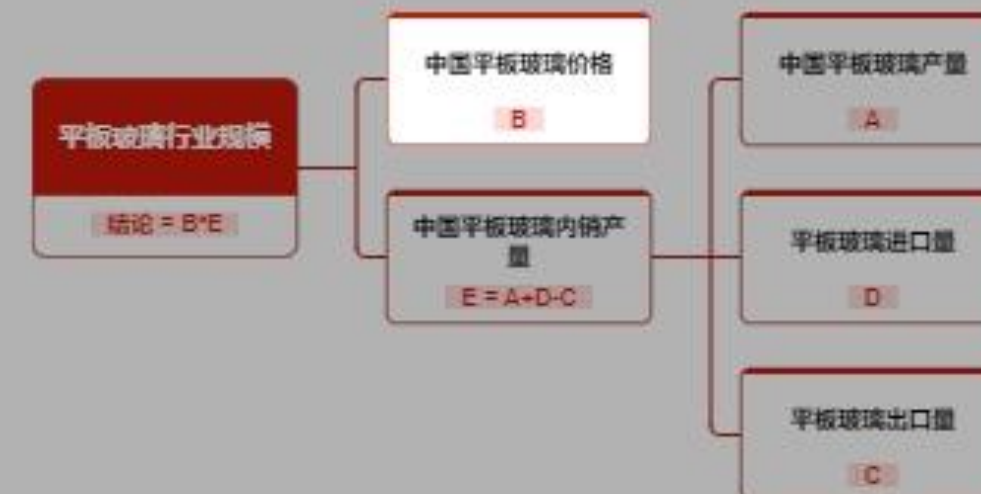 平板玻璃行业规模
结论 = B*E
中国平板玻璃价格
B
中国平板玻璃内销产
量
E = A+D-C
中国平板玻璃产量
A
平板玻璃进口量
D
平板玻璃出口量
C